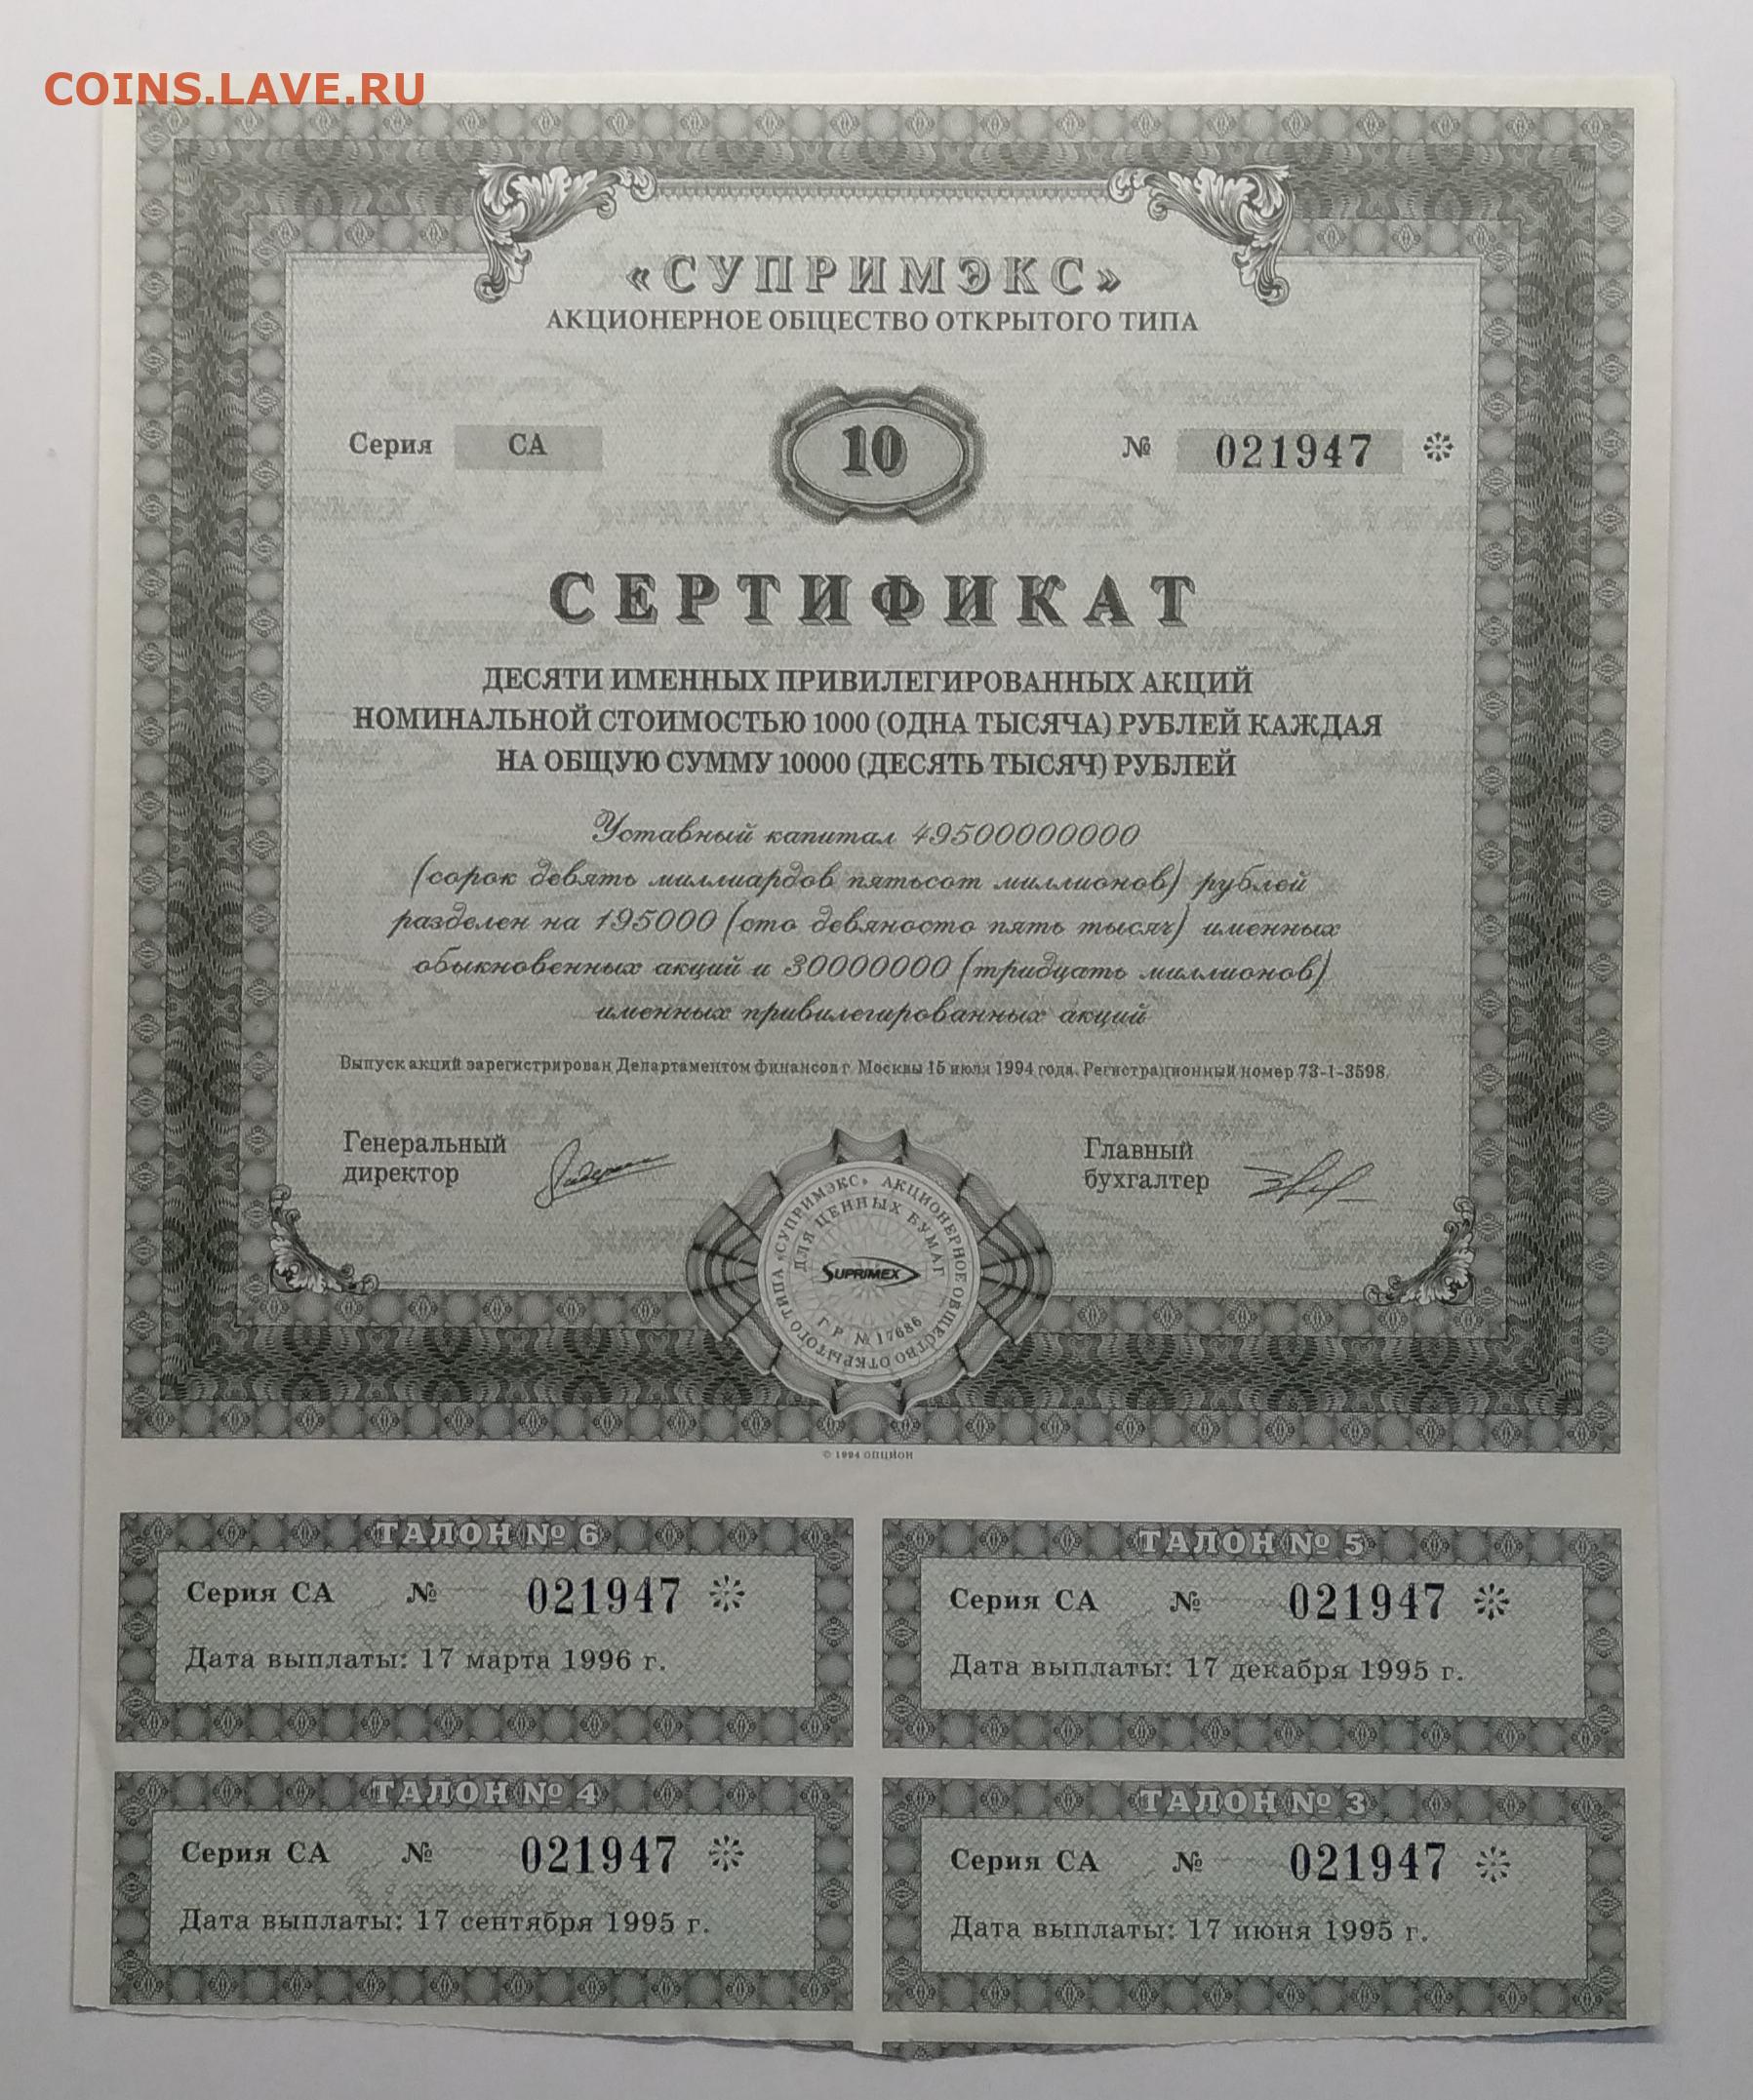 COINS.LAVE.RU
«СУПРИМЭКС»
АКЦИОНЕРНОЕ ОБЩЕСТВО ОТКРЫТОГО ТИПА
Серия СА 10 № 021947
СЕРТИФИКАТ
ДЕСЯТИ ИМЕННЫХ ПРИВИЛЕГИРОВАННЫХ АКЦИЙ
НОМИНАЛЬНОЙ СТОИМОСТЬЮ 1000 (ОДНА ТЫСЯЧА) РУБЛЕЙ КАЖДАЯ
НА ОБЩУЮ СУММУ 10000 (ДЕСЯТЬ ТЫСЯЧ) РУБЛЕЙ
Уставный капитал 49500000000
(сорок девять миллиардов пятьсот миллионов) рублей
разделен на 195000 (сто девяносто пять тысяч) именных
обыкновенных акций и 30000000 (тридцать миллионов)
именных привилегированных акций
Выпуск акций зарегистрирован Департаментом финансов г. Москвы 15 июля 1994 года. Регистрационный номер 73-1-3598.
Генеральный
директор
Главный
бухгалтер
«СУПРИМЭКС» АКЦИОНЕРНОЕ ОБЩЕСТВО ОТКРЫТОГО ТИПА
ДЛЯ ЦЕННЫХ БУМАГ
SUPRIMEX
Г.Р. № 17686
© 1994 ОПЦИОН
ТАЛОН № 6
Серия СА № 021947
Дата выплаты: 17 марта 1996 г.
ТАЛОН № 5
Серия СА № 021947
Дата выплаты: 17 декабря 1995 г.
ТАЛОН № 4
Серия СА № 021947
Дата выплаты: 17 сентября 1995 г.
ТАЛОН № 3
Серия СА № 021947
Дата выплаты: 17 июня 1995 г.